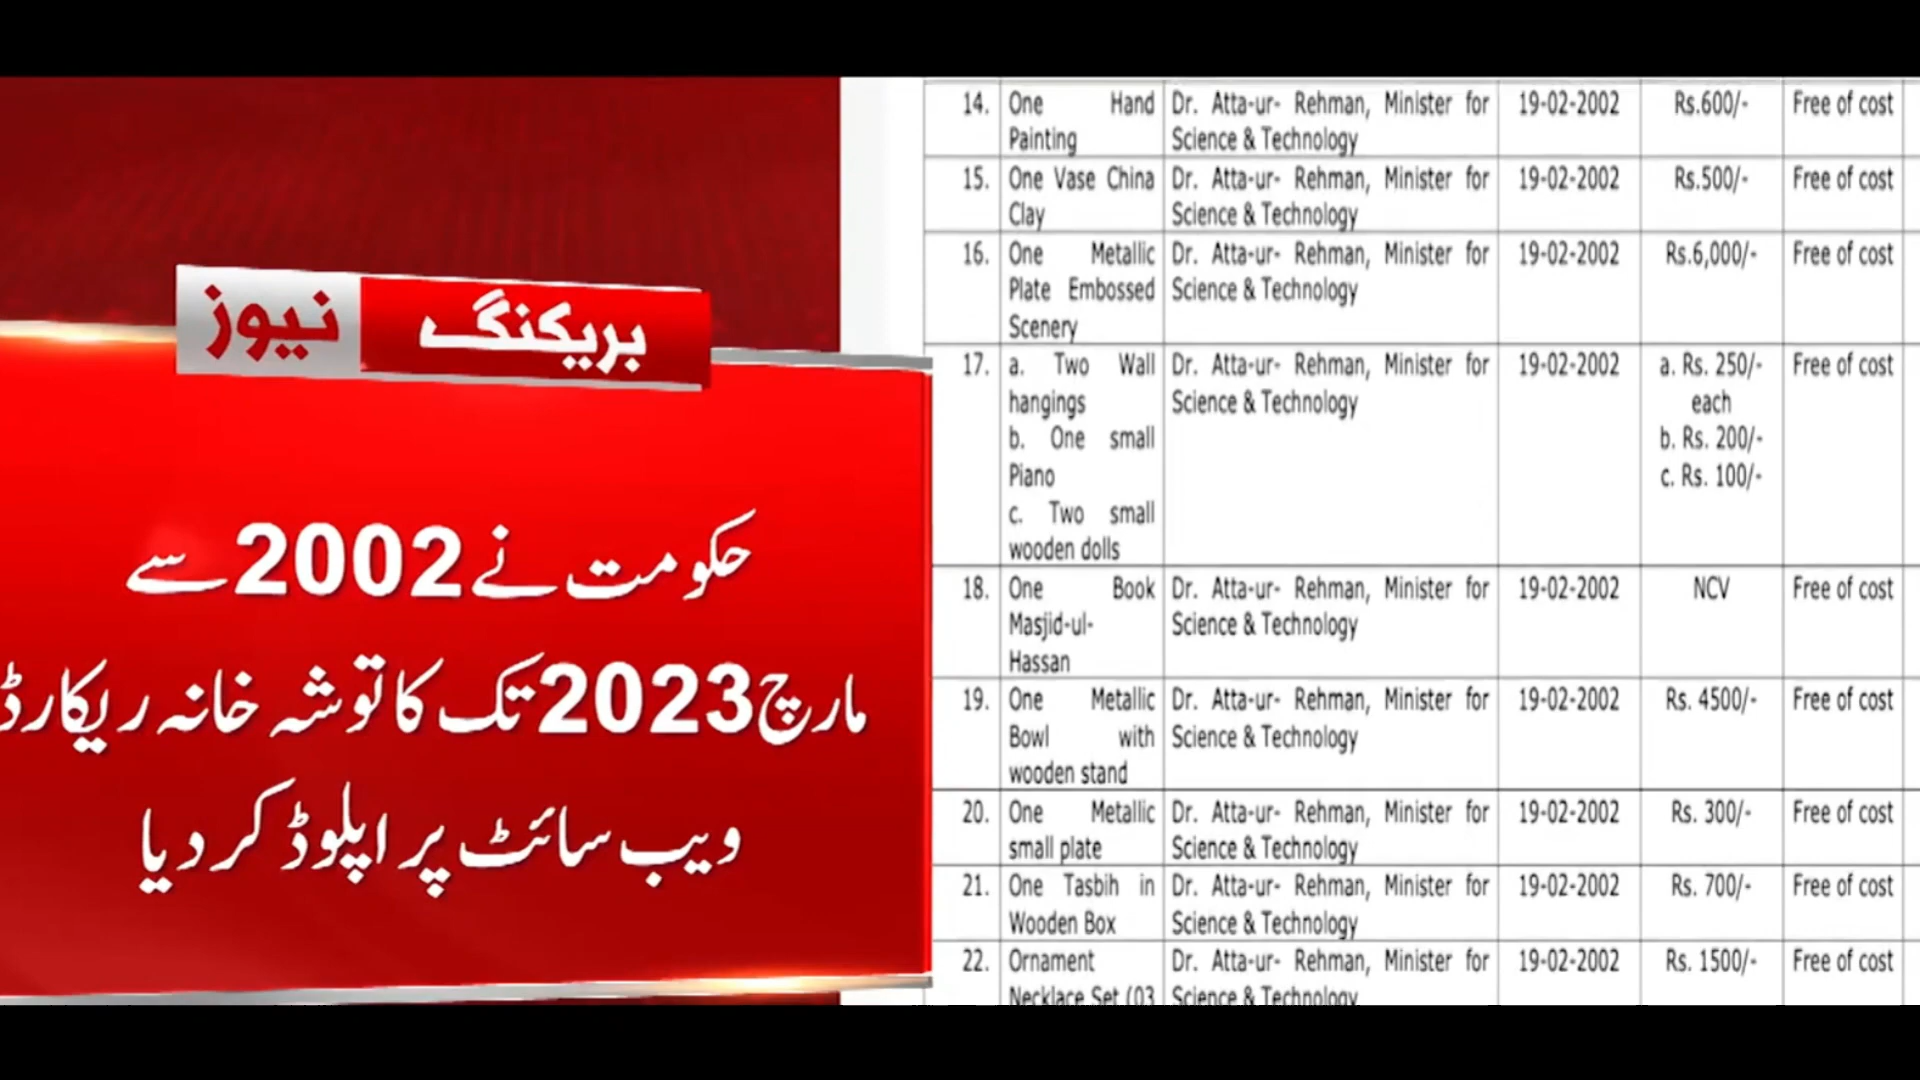 بریکنگ نیوز
حکومت نے 2002 سے
مارچ 2023 تک کا توشہ خانہ ریکارڈ
ویب سائٹ پر اپلوڈ کر دیا
14. One Hand Dr. Atta-ur- Rehman, Minister for 19-02-2002 Rs.600/- Free of cost
Painting Science & Technology
15. One Vase China Dr. Atta-ur- Rehman, Minister for 19-02-2002 Rs.500/- Free of cost
Clay Science & Technology
16. One Metallic Dr. Atta-ur- Rehman, Minister for 19-02-2002 Rs.6,000/- Free of cost
Plate Embossed Science & Technology
Scenery
17. a. Two Wall Dr. Atta-ur- Rehman, Minister for 19-02-2002 a. Rs. 250/- Free of cost
hangings Science & Technology each
b. One small b. Rs. 200/-
Piano c. Rs. 100/-
c. Two small
wooden dolls
18. One Book Dr. Atta-ur- Rehman, Minister for 19-02-2002 NCV Free of cost
Masjid-ul- Science & Technology
Hassan
19. One Metallic Dr. Atta-ur- Rehman, Minister for 19-02-2002 Rs. 4500/- Free of cost
Bowl with Science & Technology
wooden stand
20. One Metallic Dr. Atta-ur- Rehman, Minister for 19-02-2002 Rs. 300/- Free of cost
small plate Science & Technology
21. One Tasbih in Dr. Atta-ur- Rehman, Minister for 19-02-2002 Rs. 700/- Free of cost
Wooden Box Science & Technology
22. Ornament Dr. Atta-ur- Rehman, Minister for 19-02-2002 Rs. 1500/- Free of cost
Necklace Set (03 Science & Technology